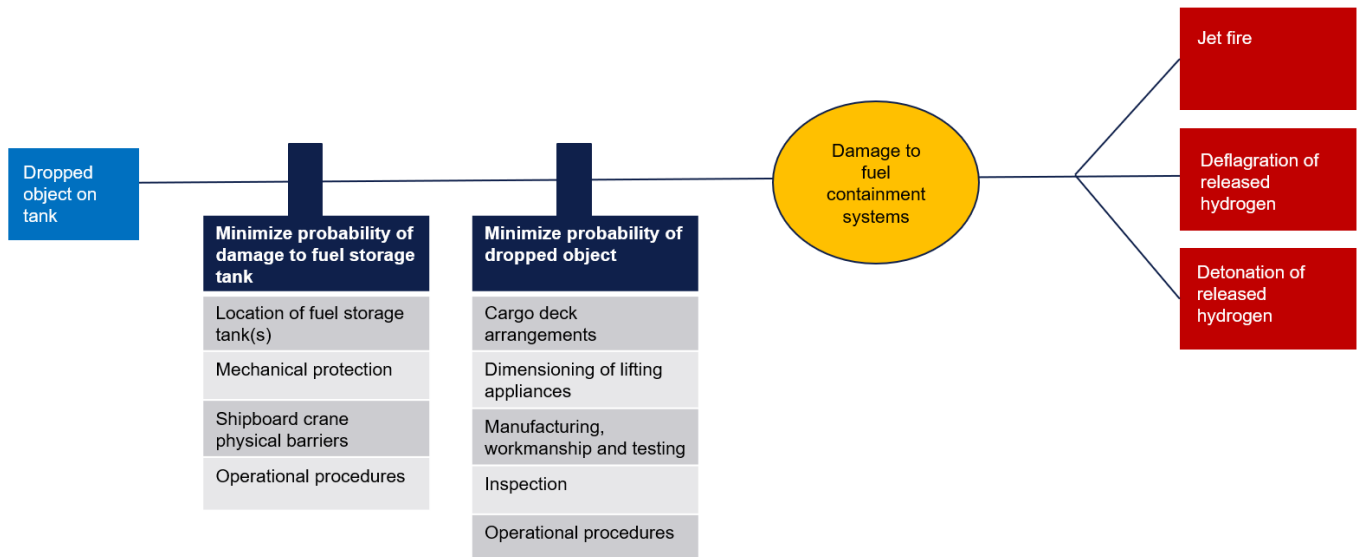 Dropped
object on
tank
Minimize probability of
damage to fuel storage
tank
Location of fuel storage
tank(s)
Mechanical protection
Shipboard crane
physical barriers
Operational procedures
Minimize probability of
dropped object
Cargo deck
arrangements
Dimensioning of lifting
appliances
Manufacturing,
workmanship and testing
Inspection
Operational procedures
Damage to
fuel
containment
systems
Jet fire
Deflagration of
released
hydrogen
Detonation of
released
hydrogen